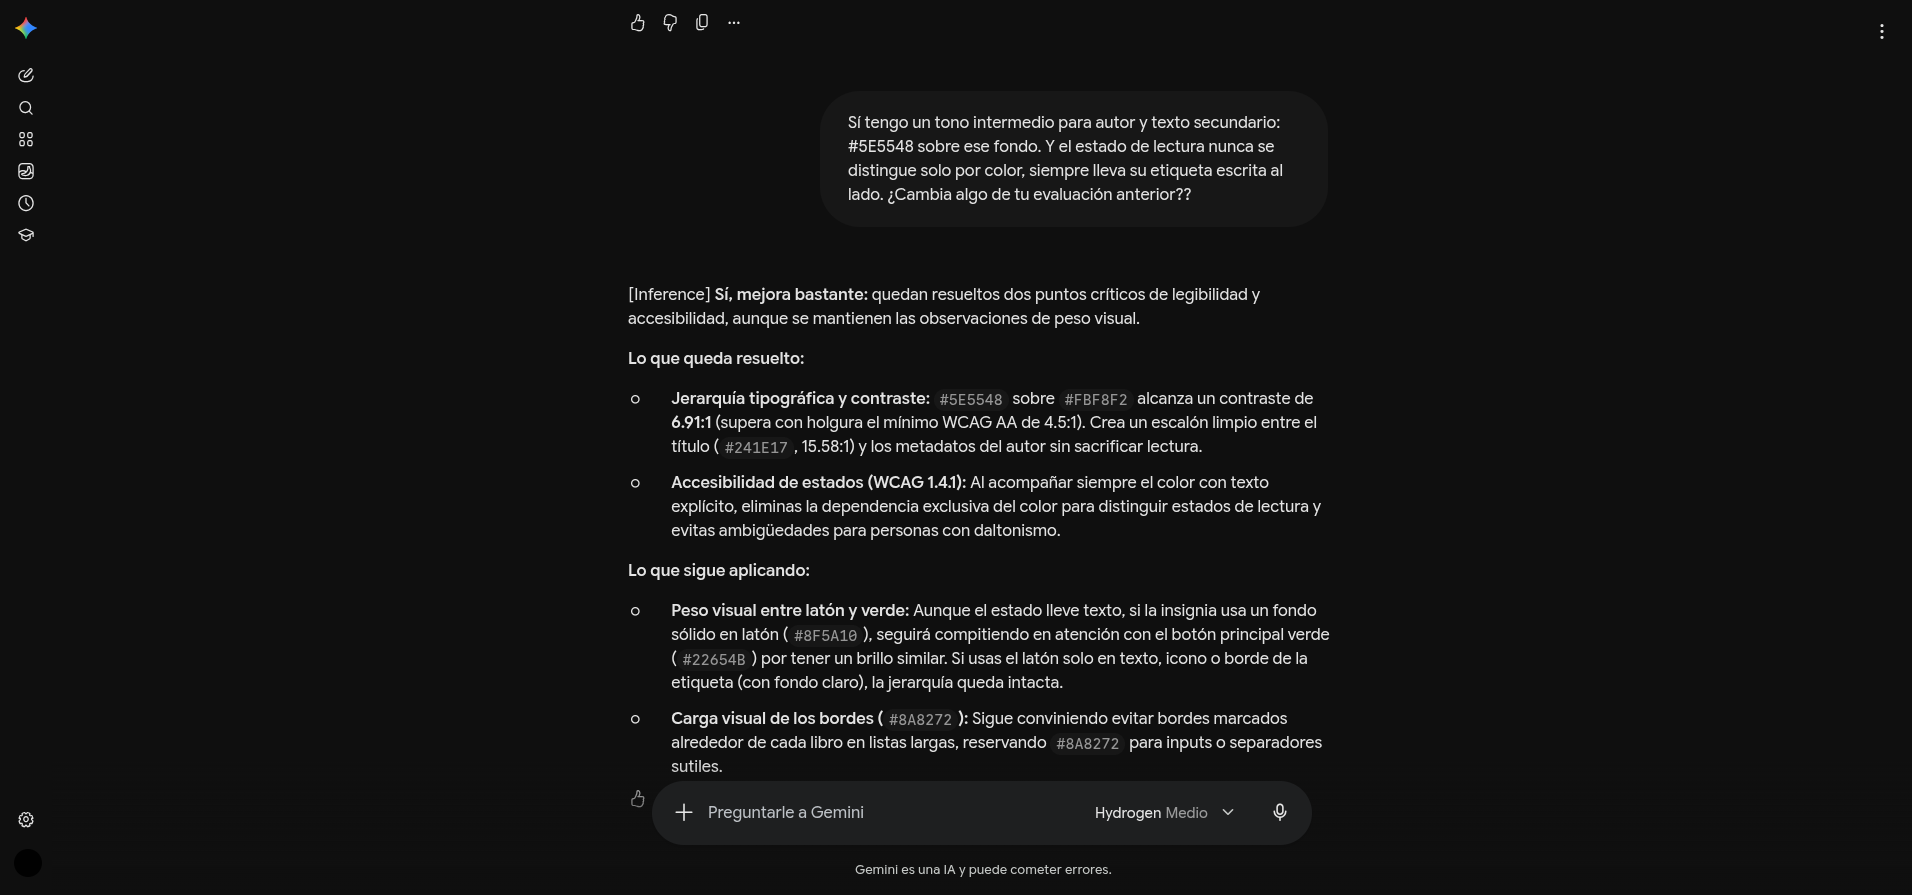 Sí tengo un tono intermedio para autor y texto secundario:
#5E5548 sobre ese fondo. Y el estado de lectura nunca se
distingue solo por color, siempre lleva su etiqueta escrita al
lado. ¿Cambia algo de tu evaluación anterior??
[Inference] Sí, mejora bastante: quedan resueltos dos puntos críticos de legibilidad y
accesibilidad, aunque se mantienen las observaciones de peso visual.
Lo que queda resuelto:
Jerarquía tipográfica y contraste: #5E5548 sobre #FBF8F2 alcanza un contraste de
6.91:1 (supera con holgura el mínimo WCAG AA de 4.5:1). Crea un escalón limpio entre el
título ( #241E17 , 15.58:1) y los metadatos del autor sin sacrificar lectura.
Accesibilidad de estados (WCAG 1.4.1): Al acompañar siempre el color con texto
explícito, eliminas la dependencia exclusiva del color para distinguir estados de lectura y
evitas ambigüedades para personas con daltonismo.
Lo que sigue aplicando:
Peso visual entre latón y verde: Aunque el estado lleve texto, si la insignia usa un fondo
sólido en latón ( #8F5A10 ), seguirá compitiendo en atención con el botón principal verde
( #22654B ) por tener un brillo similar. Si usas el latón solo en texto, icono o borde de la
etiqueta (con fondo claro), la jerarquía queda intacta.
Carga visual de los bordes ( #8A8272 ): Sigue conviniendo evitar bordes marcados
alrededor de cada libro en listas largas, reservando #8A8272 para inputs o separadores
sutiles.
Preguntarle a Gemini
Hydrogen Medio
Gemini es una IA y puede cometer errores.